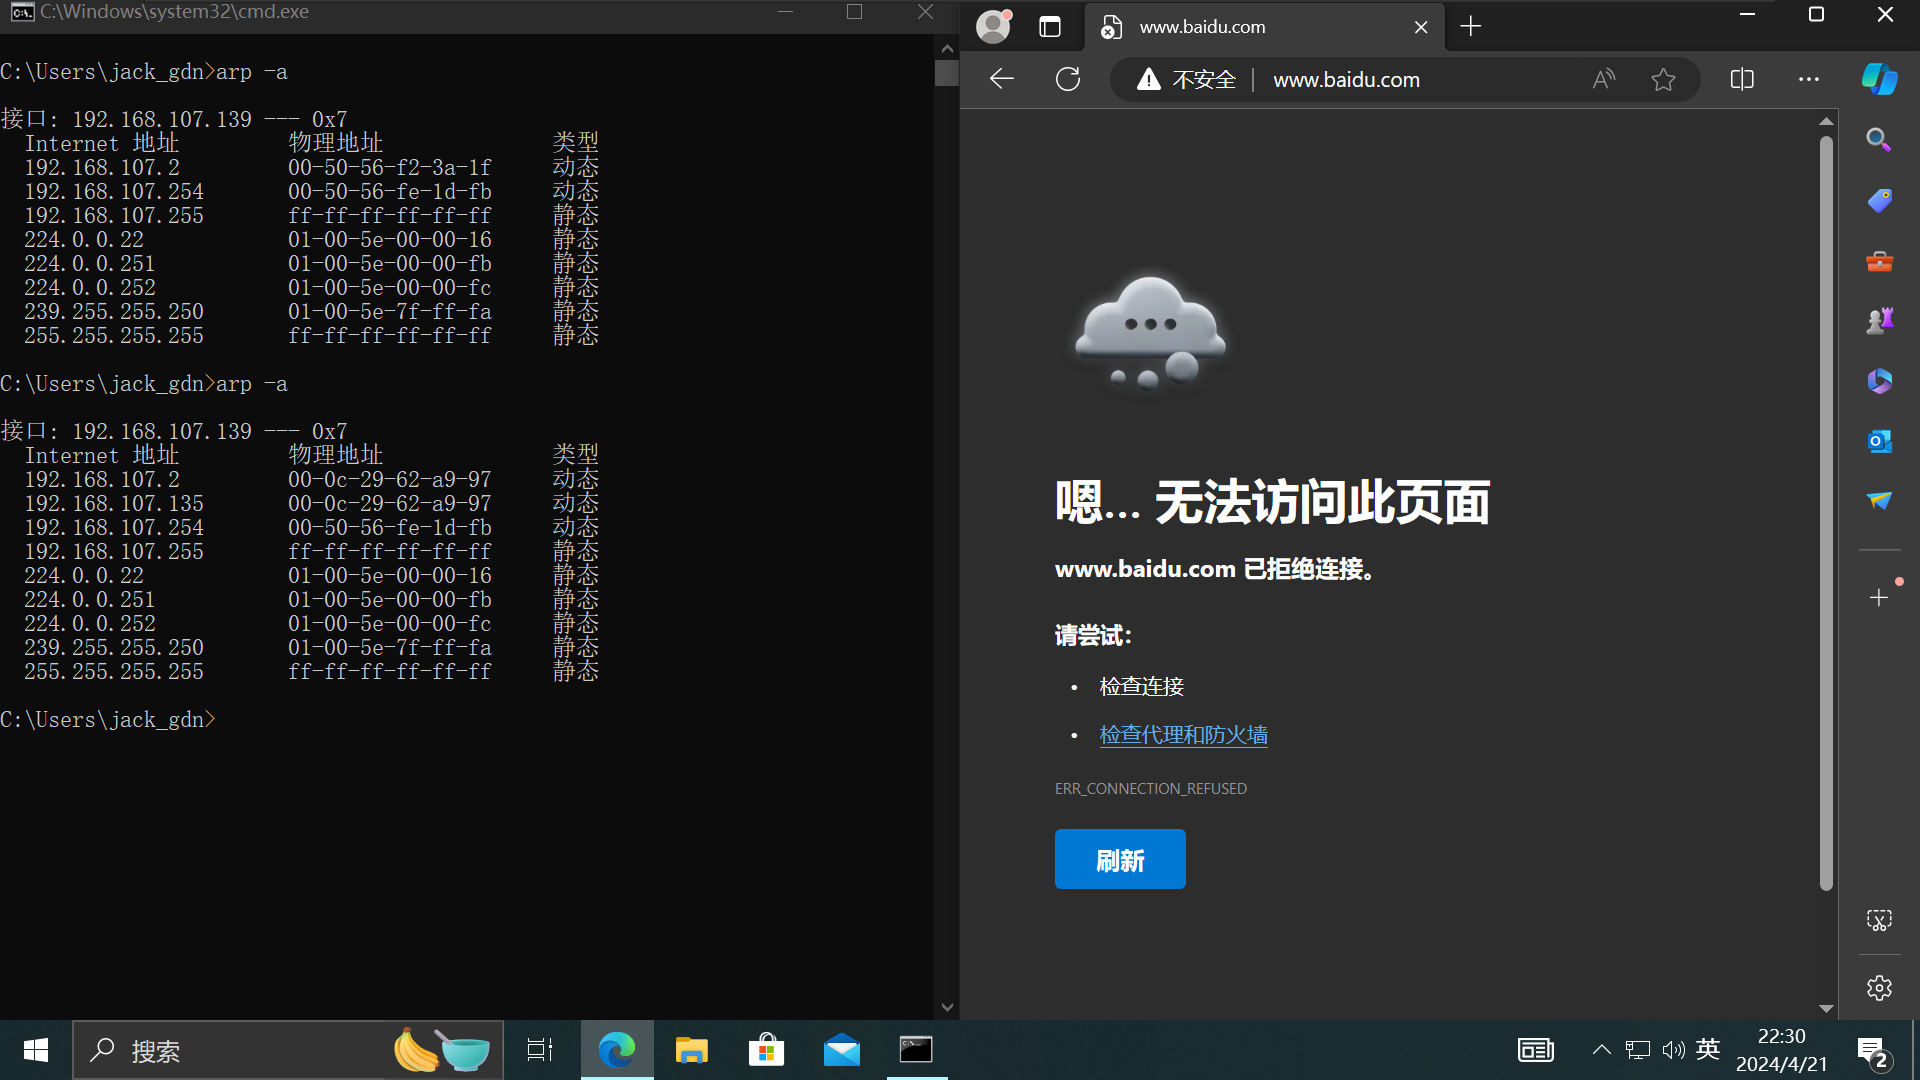 C:\Windows\system32\cmd.exe
C:\Users\jack_gdn>arp -a
接口: 192.168.107.139 --- 0x7
Internet 地址 物理地址 类型
192.168.107.2 00-50-56-f2-3a-1f 动态
192.168.107.254 00-50-56-fe-1d-fb 动态
192.168.107.255 ff-ff-ff-ff-ff-ff 静态
224.0.0.22 01-00-5e-00-00-16 静态
224.0.0.251 01-00-5e-00-00-fb 静态
224.0.0.252 01-00-5e-00-00-fc 静态
239.255.255.250 01-00-5e-7f-ff-fa 静态
255.255.255.255 ff-ff-ff-ff-ff-ff 静态
C:\Users\jack_gdn>arp -a
接口: 192.168.107.139 --- 0x7
Internet 地址 物理地址 类型
192.168.107.2 00-0c-29-62-a9-97 动态
192.168.107.135 00-0c-29-62-a9-97 动态
192.168.107.254 00-50-56-fe-1d-fb 动态
192.168.107.255 ff-ff-ff-ff-ff-ff 静态
224.0.0.22 01-00-5e-00-00-16 静态
224.0.0.251 01-00-5e-00-00-fb 静态
224.0.0.252 01-00-5e-00-00-fc 静态
239.255.255.250 01-00-5e-7f-ff-fa 静态
255.255.255.255 ff-ff-ff-ff-ff-ff 静态
C:\Users\jack_gdn>
www.baidu.com
不安全 www.baidu.com
嗯… 无法访问此页面
www.baidu.com 已拒绝连接。
请尝试：
• 检查连接
• 检查代理和防火墙
ERR_CONNECTION_REFUSED
刷新
搜索
英
22:30
2024/4/21
2